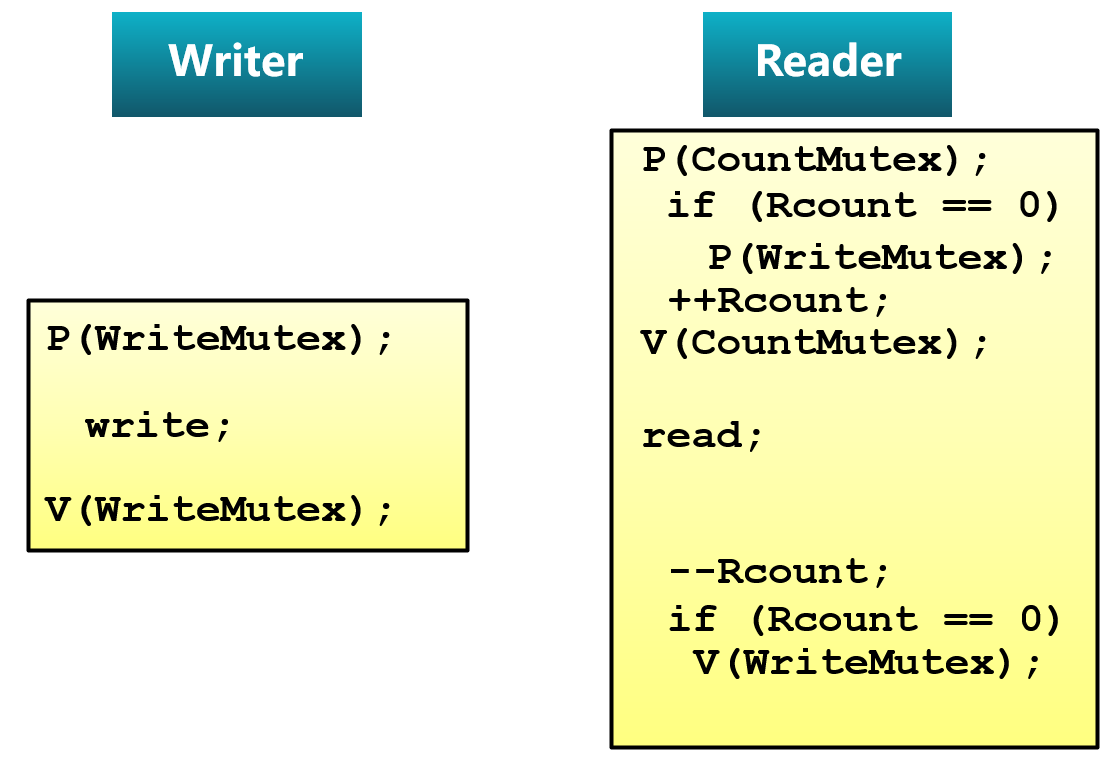 Writer
P(WriteMutex);
write;
V(WriteMutex);
Reader
P(CountMutex);
if (Rcount == 0)
P(WriteMutex);
++Rcount;
V(CountMutex);
read;
--Rcount;
if (Rcount == 0)
V(WriteMutex);